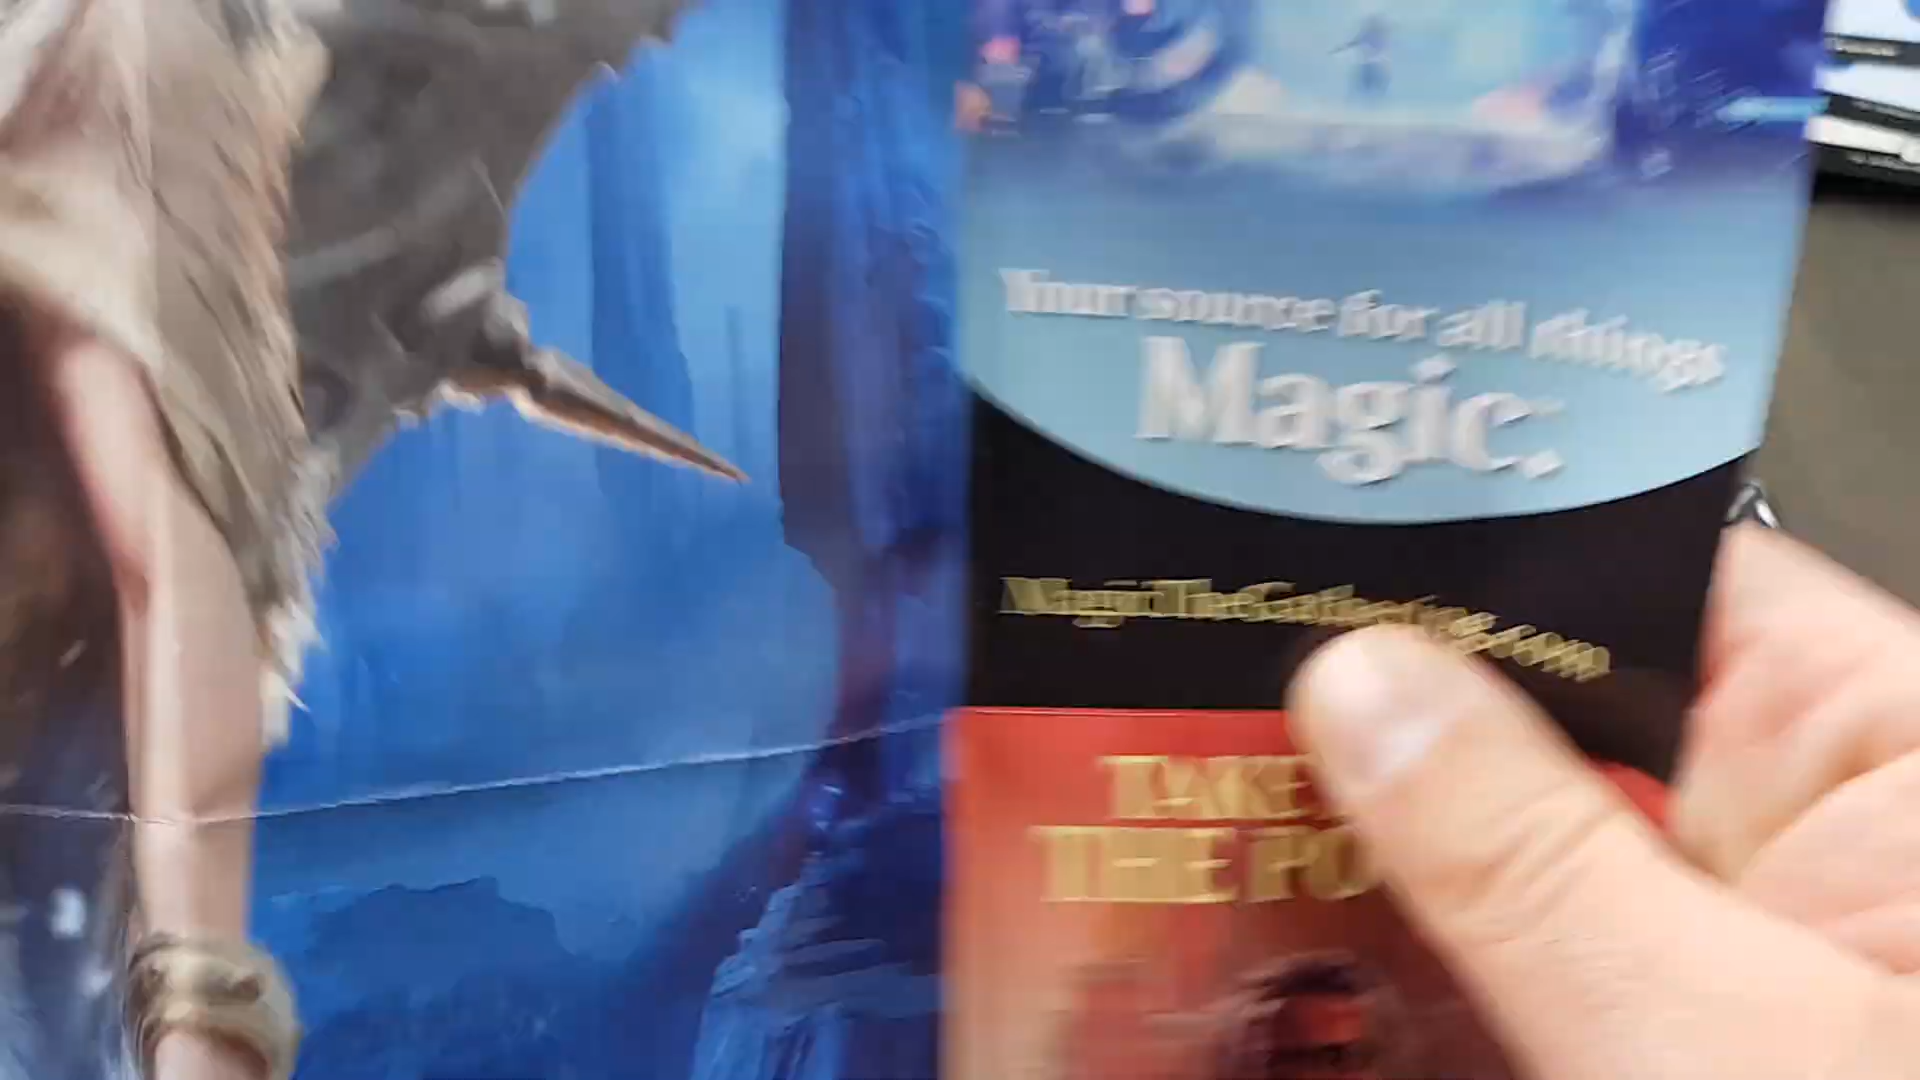 Your source for all things
Magic.
MagicTheGathering.com
TAKE
THE PO